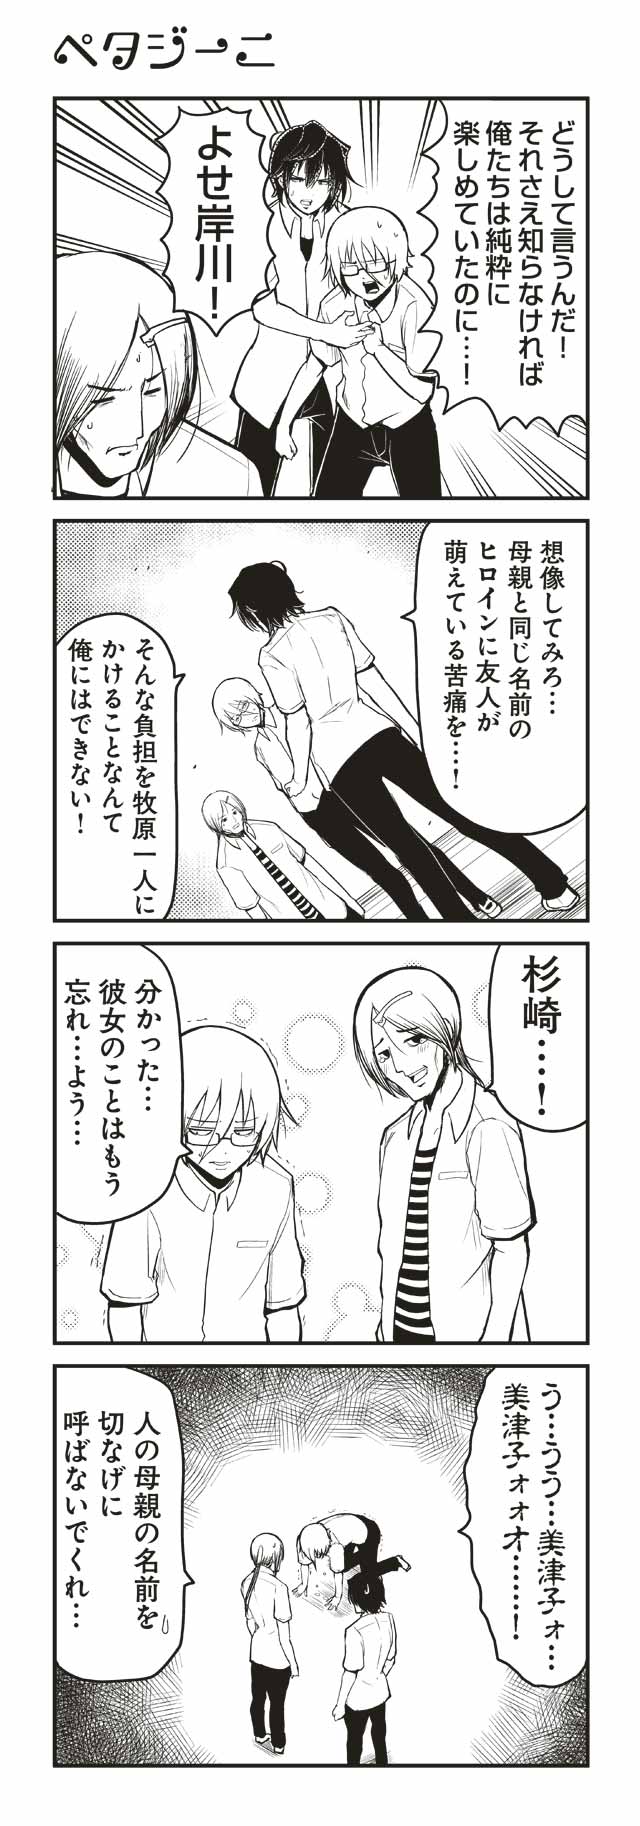 ペタジーニ
どうして言うんだ！
それさえ知らなければ
俺たちは純粋に
楽しめていたのに…！
よせ岸川！
想像してみろ…
母親と同じ名前の
ヒロインに友人が
萌えている苦痛を…！
そんな負担を牧原一人に
かけることなんて
俺にはできない！
杉崎…！
分かった…
彼女のことはもう
忘れ…よう…
う…うう…美津子ォ…
美津子ォォオ……！
人の母親の名前を
切なげに
呼ばないでくれ…